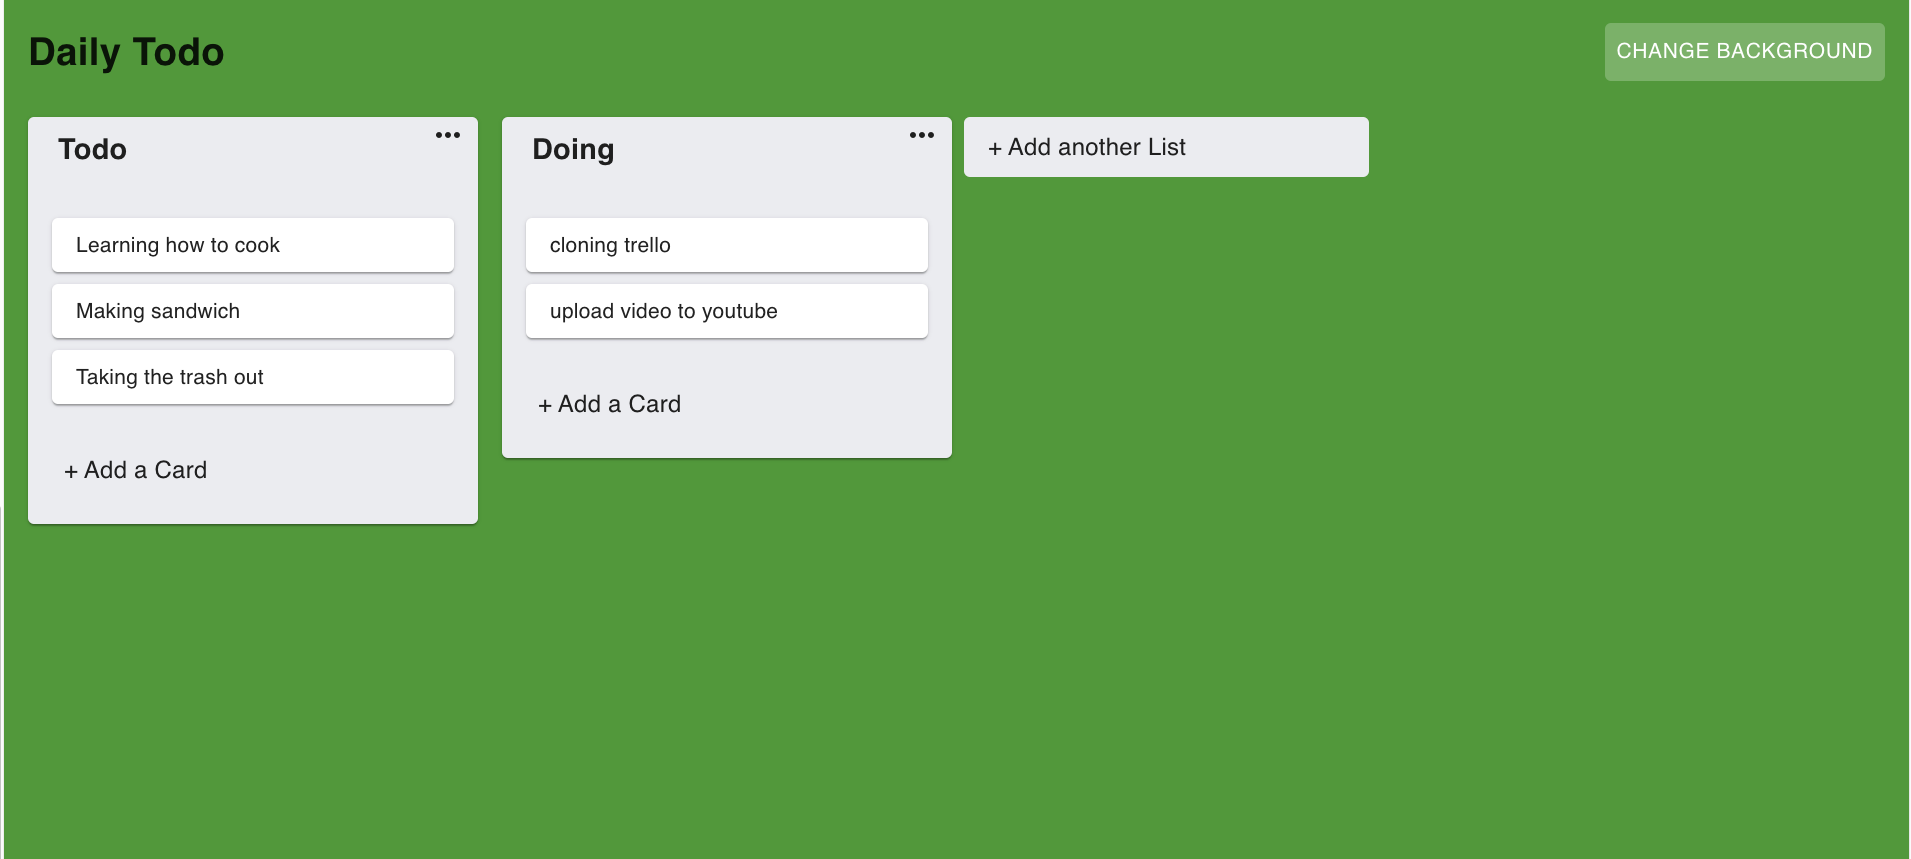 Daily Todo
CHANGE BACKGROUND
Todo
Learning how to cook
Making sandwich
Taking the trash out
+ Add a Card
Doing
cloning trello
upload video to youtube
+ Add a Card
+ Add another List